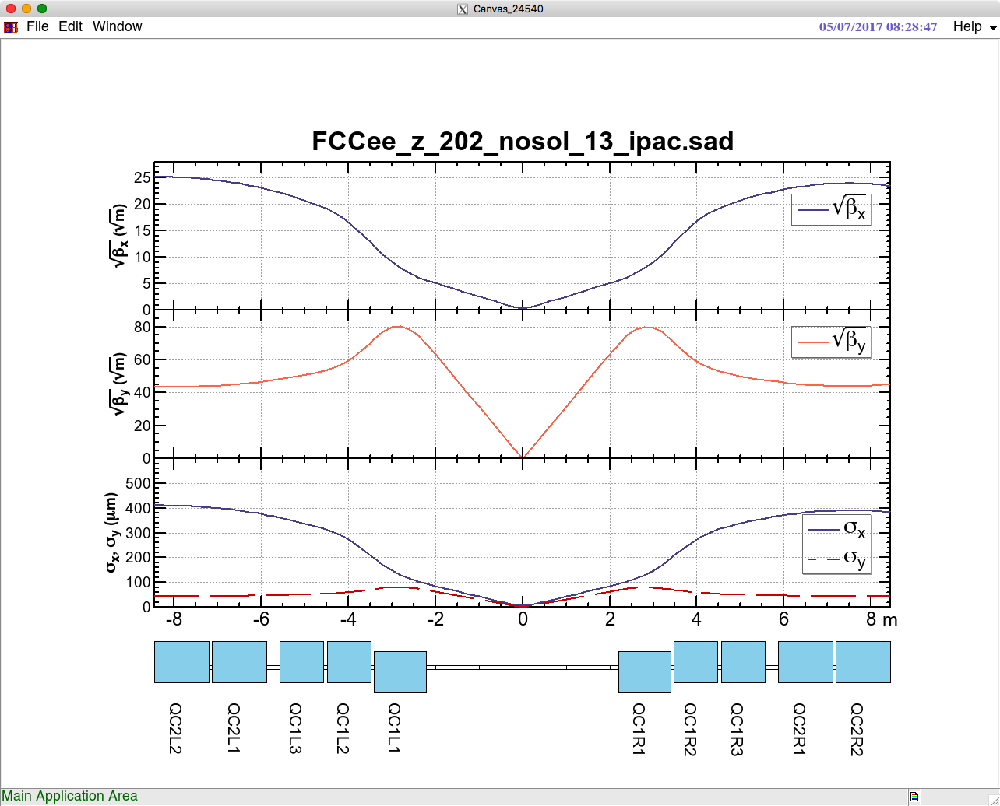 Canvas_24540
File Edit Window 05/07/2017 08:28:47 Help
FCCee_z_202_nosol_13_ipac.sad
25
20
15
10
5
0
√βx (√m)
√βx
80
60
40
20
0
√βy (√m)
√βy
500
400
300
200
100
0
σx, σy (µm)
σx
σy
-8 -6 -4 -2 0 2 4 6 8 m
QC2L2 QC2L1 QC1L3 QC1L2 QC1L1 QC1R1 QC1R2 QC1R3 QC2R1 QC2R2
Main Application Area